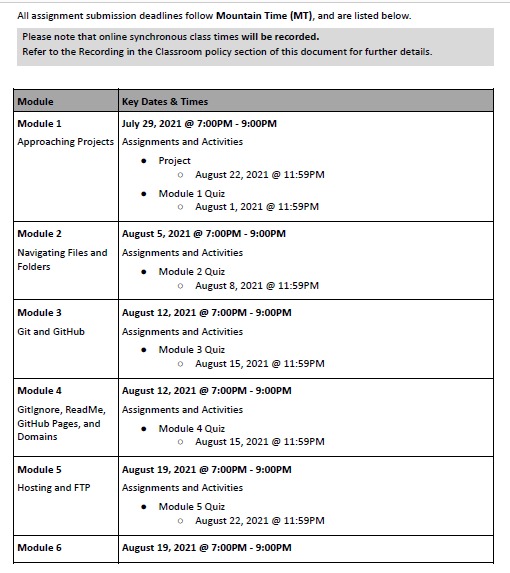 All assignment submission deadlines follow Mountain Time (MT), and are listed below.
Please note that online synchronous class times will be recorded.
Refer to the Recording in the Classroom policy section of this document for further details.
Module Key Dates & Times
Module 1 July 29, 2021 @ 7:00PM - 9:00PM
Approaching Projects Assignments and Activities
● Project
○ August 22, 2021 @ 11:59PM
● Module 1 Quiz
○ August 1, 2021 @ 11:59PM
Module 2 August 5, 2021 @ 7:00PM - 9:00PM
Navigating Files and Assignments and Activities
Folders
● Module 2 Quiz
○ August 8, 2021 @ 11:59PM
Module 3 August 12, 2021 @ 7:00PM - 9:00PM
Git and GitHub Assignments and Activities
● Module 3 Quiz
○ August 15, 2021 @ 11:59PM
Module 4 August 12, 2021 @ 7:00PM - 9:00PM
GitIgnore, ReadMe, Assignments and Activities
GitHub Pages, and
● Module 4 Quiz
Domains
○ August 15, 2021 @ 11:59PM
Module 5 August 19, 2021 @ 7:00PM - 9:00PM
Hosting and FTP Assignments and Activities
● Module 5 Quiz
○ August 22, 2021 @ 11:59PM
Module 6 August 19, 2021 @ 7:00PM - 9:00PM